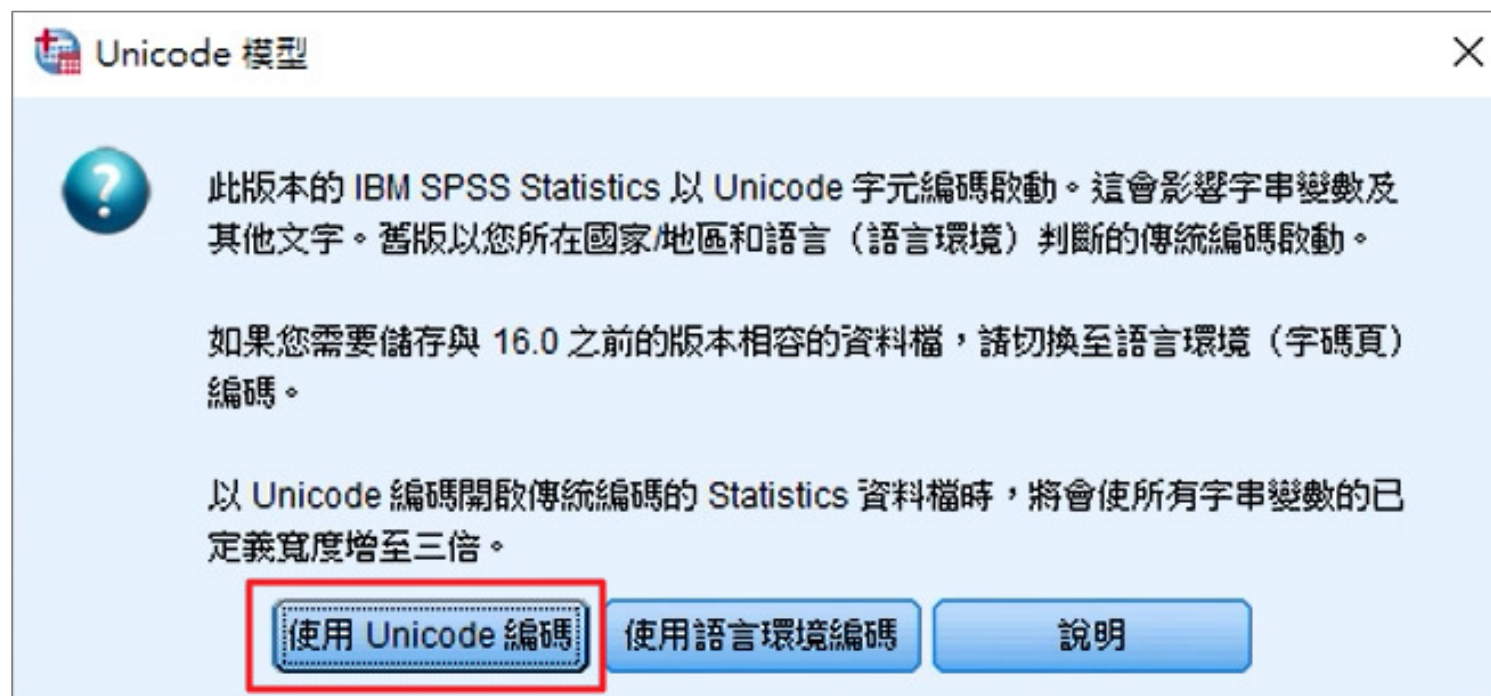 Unicode 模型
此版本的 IBM SPSS Statistics 以 Unicode 字元編碼啟動。這會影響字串變數及
其他文字。舊版以您所在國家/地區和語言（語言環境）判斷的傳統編碼啟動。
如果您需要儲存與 16.0 之前的版本相容的資料檔，請切換至語言環境（字碼頁）
編碼。
以 Unicode 編碼開啟傳統編碼的 Statistics 資料檔時，將會使所有字串變數的已
定義寬度增至三倍。
使用 Unicode 編碼 使用語言環境編碼 說明